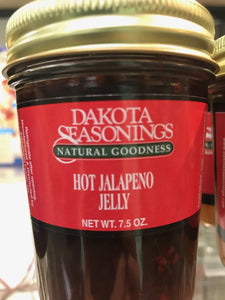 DAKOTA
SEASONINGS
NATURAL GOODNESS
HOT JALAPENO
JELLY
NET WT. 7.5 OZ.